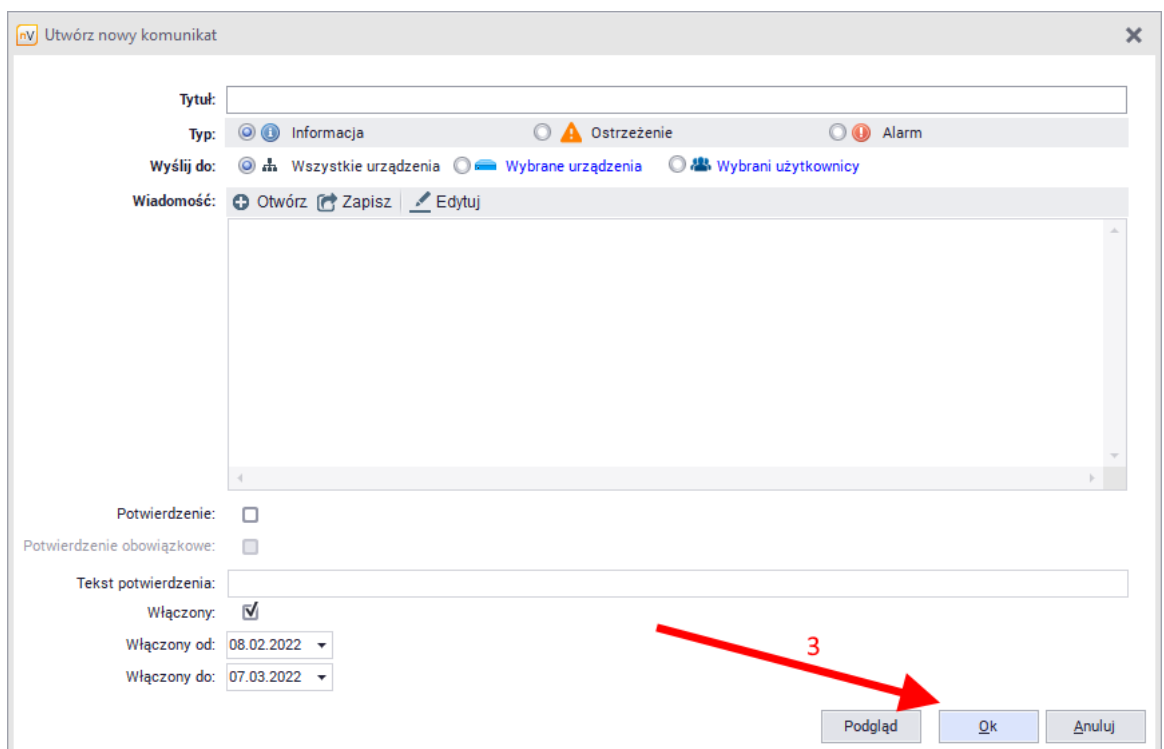 nV Utwórz nowy komunikat
Tytuł:
Typ: Informacja Ostrzeżenie Alarm
Wyślij do: Wszystkie urządzenia Wybrane urządzenia Wybrani użytkownicy
Wiadomość: Otwórz Zapisz Edytuj
Potwierdzenie:
Potwierdzenie obowiązkowe:
Tekst potwierdzenia:
Włączony:
Włączony od: 08.02.2022
3
Włączony do: 07.03.2022
Podgląd Ok Anuluj